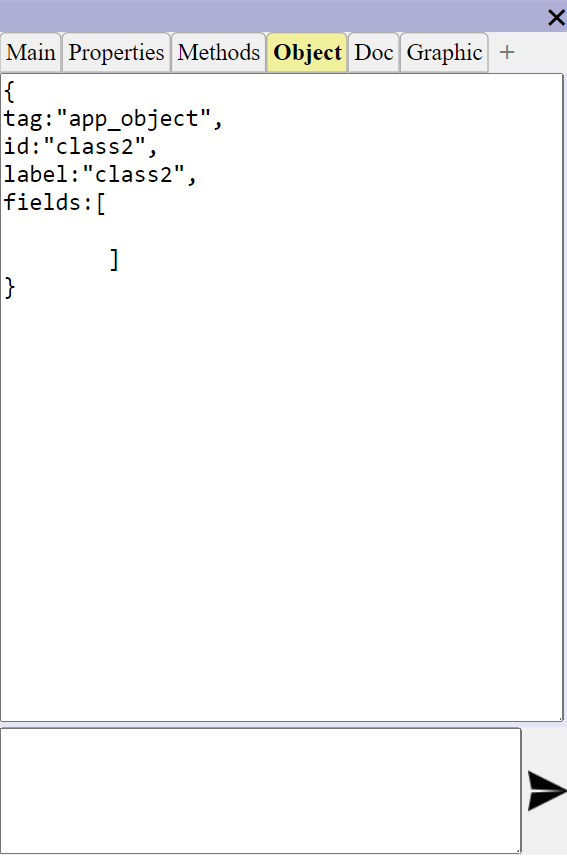 Main Properties Methods Object Doc Graphic +
{
tag:"app_object",
id:"class2",
label:"class2",
fields:[
]
}